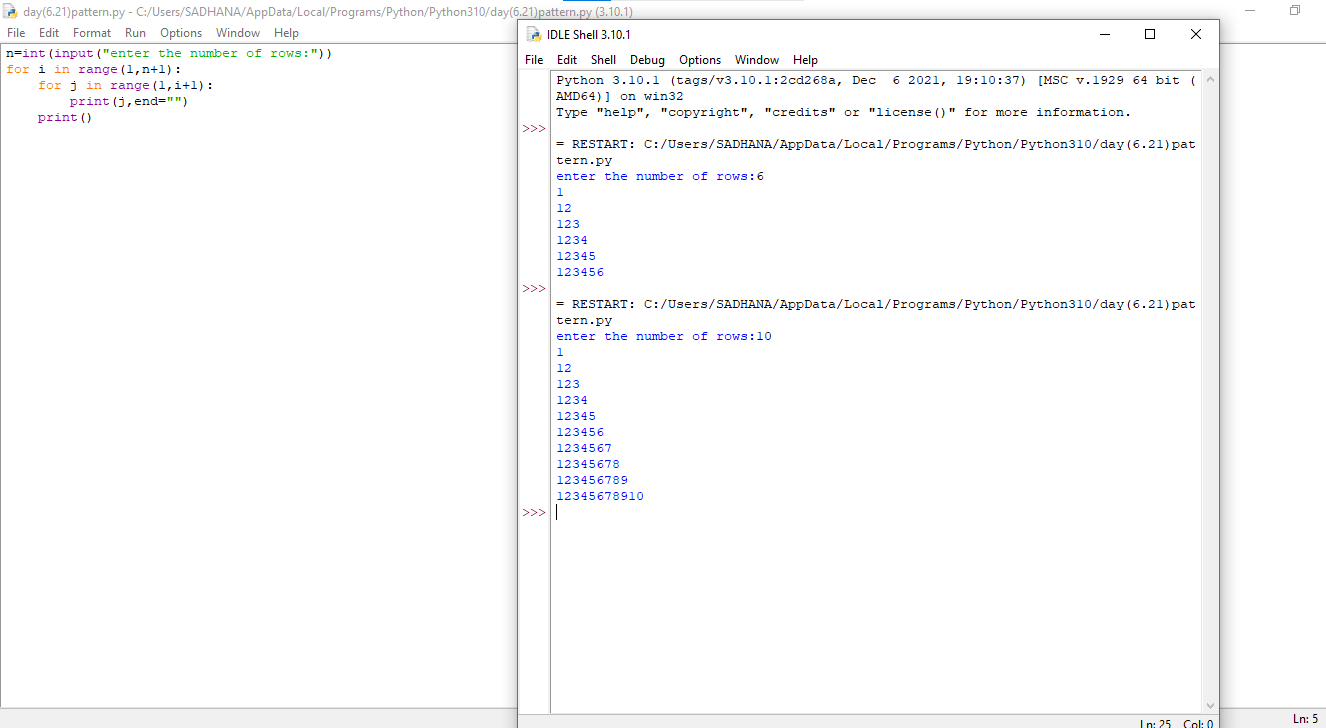 day(6.21)pattern.py - C:/Users/SADHANA/AppData/Local/Programs/Python/Python310/day(6.21)pattern.py (3.10.1)
File Edit Format Run Options Window Help
n=int(input("enter the number of rows:"))
for i in range(1,n+1):
    for j in range(1,i+1):
        print(j,end="")
    print()
Ln: 5
IDLE Shell 3.10.1
File Edit Shell Debug Options Window Help
Python 3.10.1 (tags/v3.10.1:2cd268a, Dec  6 2021, 19:10:37) [MSC v.1929 64 bit (
AMD64)] on win32
Type "help", "copyright", "credits" or "license()" for more information.
>>>
= RESTART: C:/Users/SADHANA/AppData/Local/Programs/Python/Python310/day(6.21)pat
tern.py
enter the number of rows:6
1
12
123
1234
12345
123456
>>>
= RESTART: C:/Users/SADHANA/AppData/Local/Programs/Python/Python310/day(6.21)pat
tern.py
enter the number of rows:10
1
12
123
1234
12345
123456
1234567
12345678
123456789
12345678910
>>>
Ln: 25 Col: 0